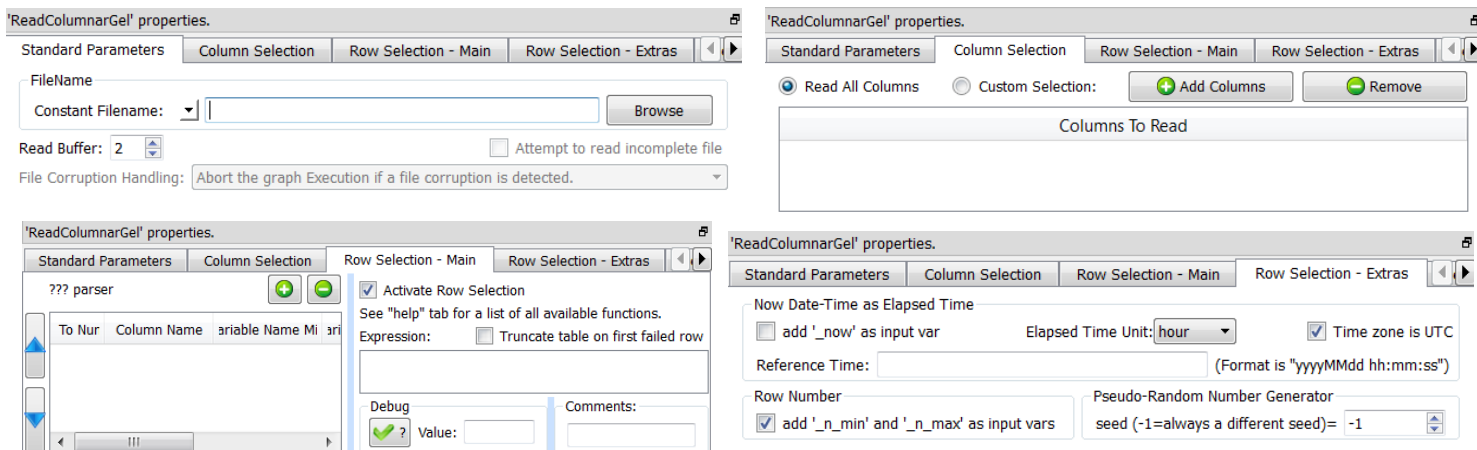 'ReadColumnarGel' properties.
Standard Parameters Column Selection Row Selection - Main Row Selection - Extras
FileName
Constant Filename: Browse
Read Buffer: 2 Attempt to read incomplete file
File Corruption Handling: Abort the graph Execution if a file corruption is detected.
'ReadColumnarGel' properties.
Standard Parameters Column Selection Row Selection - Main Row Selection - Extras
Read All Columns Custom Selection: Add Columns Remove
Columns To Read
'ReadColumnarGel' properties.
Standard Parameters Column Selection Row Selection - Main Row Selection - Extras
??? parser
To Nur Column Name ariable Name Mi ari
Activate Row Selection
See "help" tab for a list of all available functions.
Expression: Truncate table on first failed row
Debug
? Value:
Comments:
'ReadColumnarGel' properties.
Standard Parameters Column Selection Row Selection - Main Row Selection - Extras
Now Date-Time as Elapsed Time
add '_now' as input var Elapsed Time Unit: hour Time zone is UTC
Reference Time: (Format is "yyyyMMdd hh:mm:ss")
Row Number
add '_n_min' and '_n_max' as input vars
Pseudo-Random Number Generator
seed (-1=always a different seed)= -1